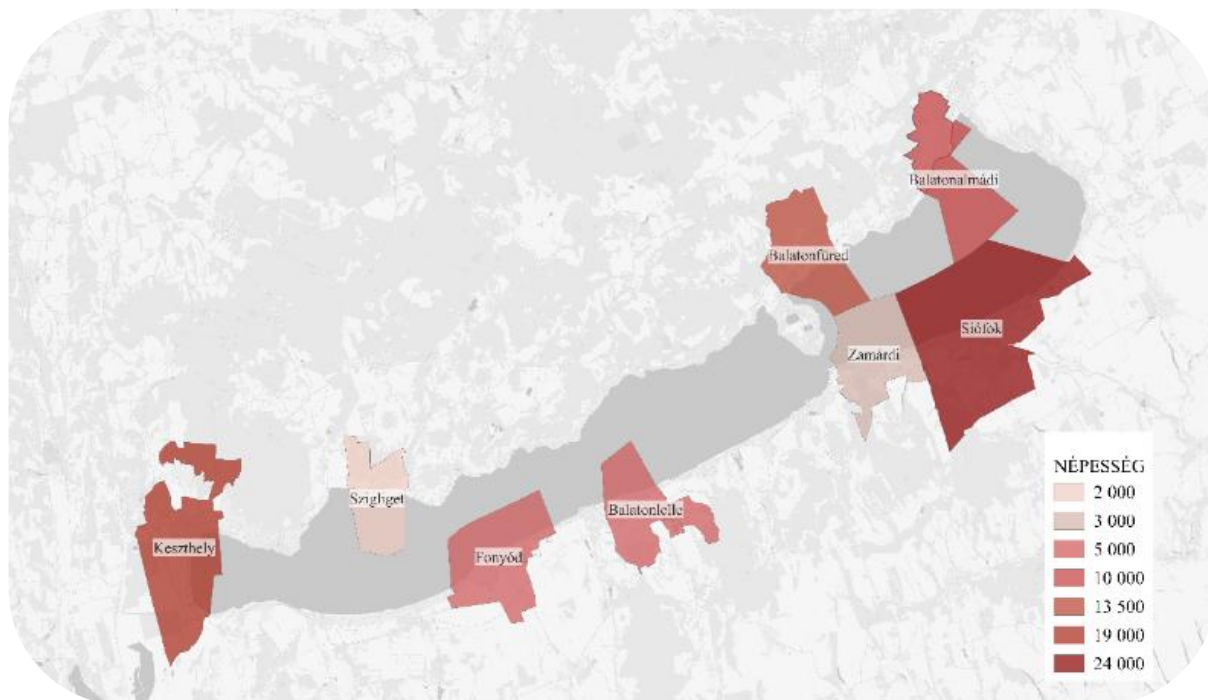 Balatonalmádi
Balatonfüred
Siófok
Zamárdi
Szigliget
Balatonlelle
Keszthely
Fonyód
NÉPESSÉG
2 000
3 000
5 000
10 000
13 500
19 000
24 000